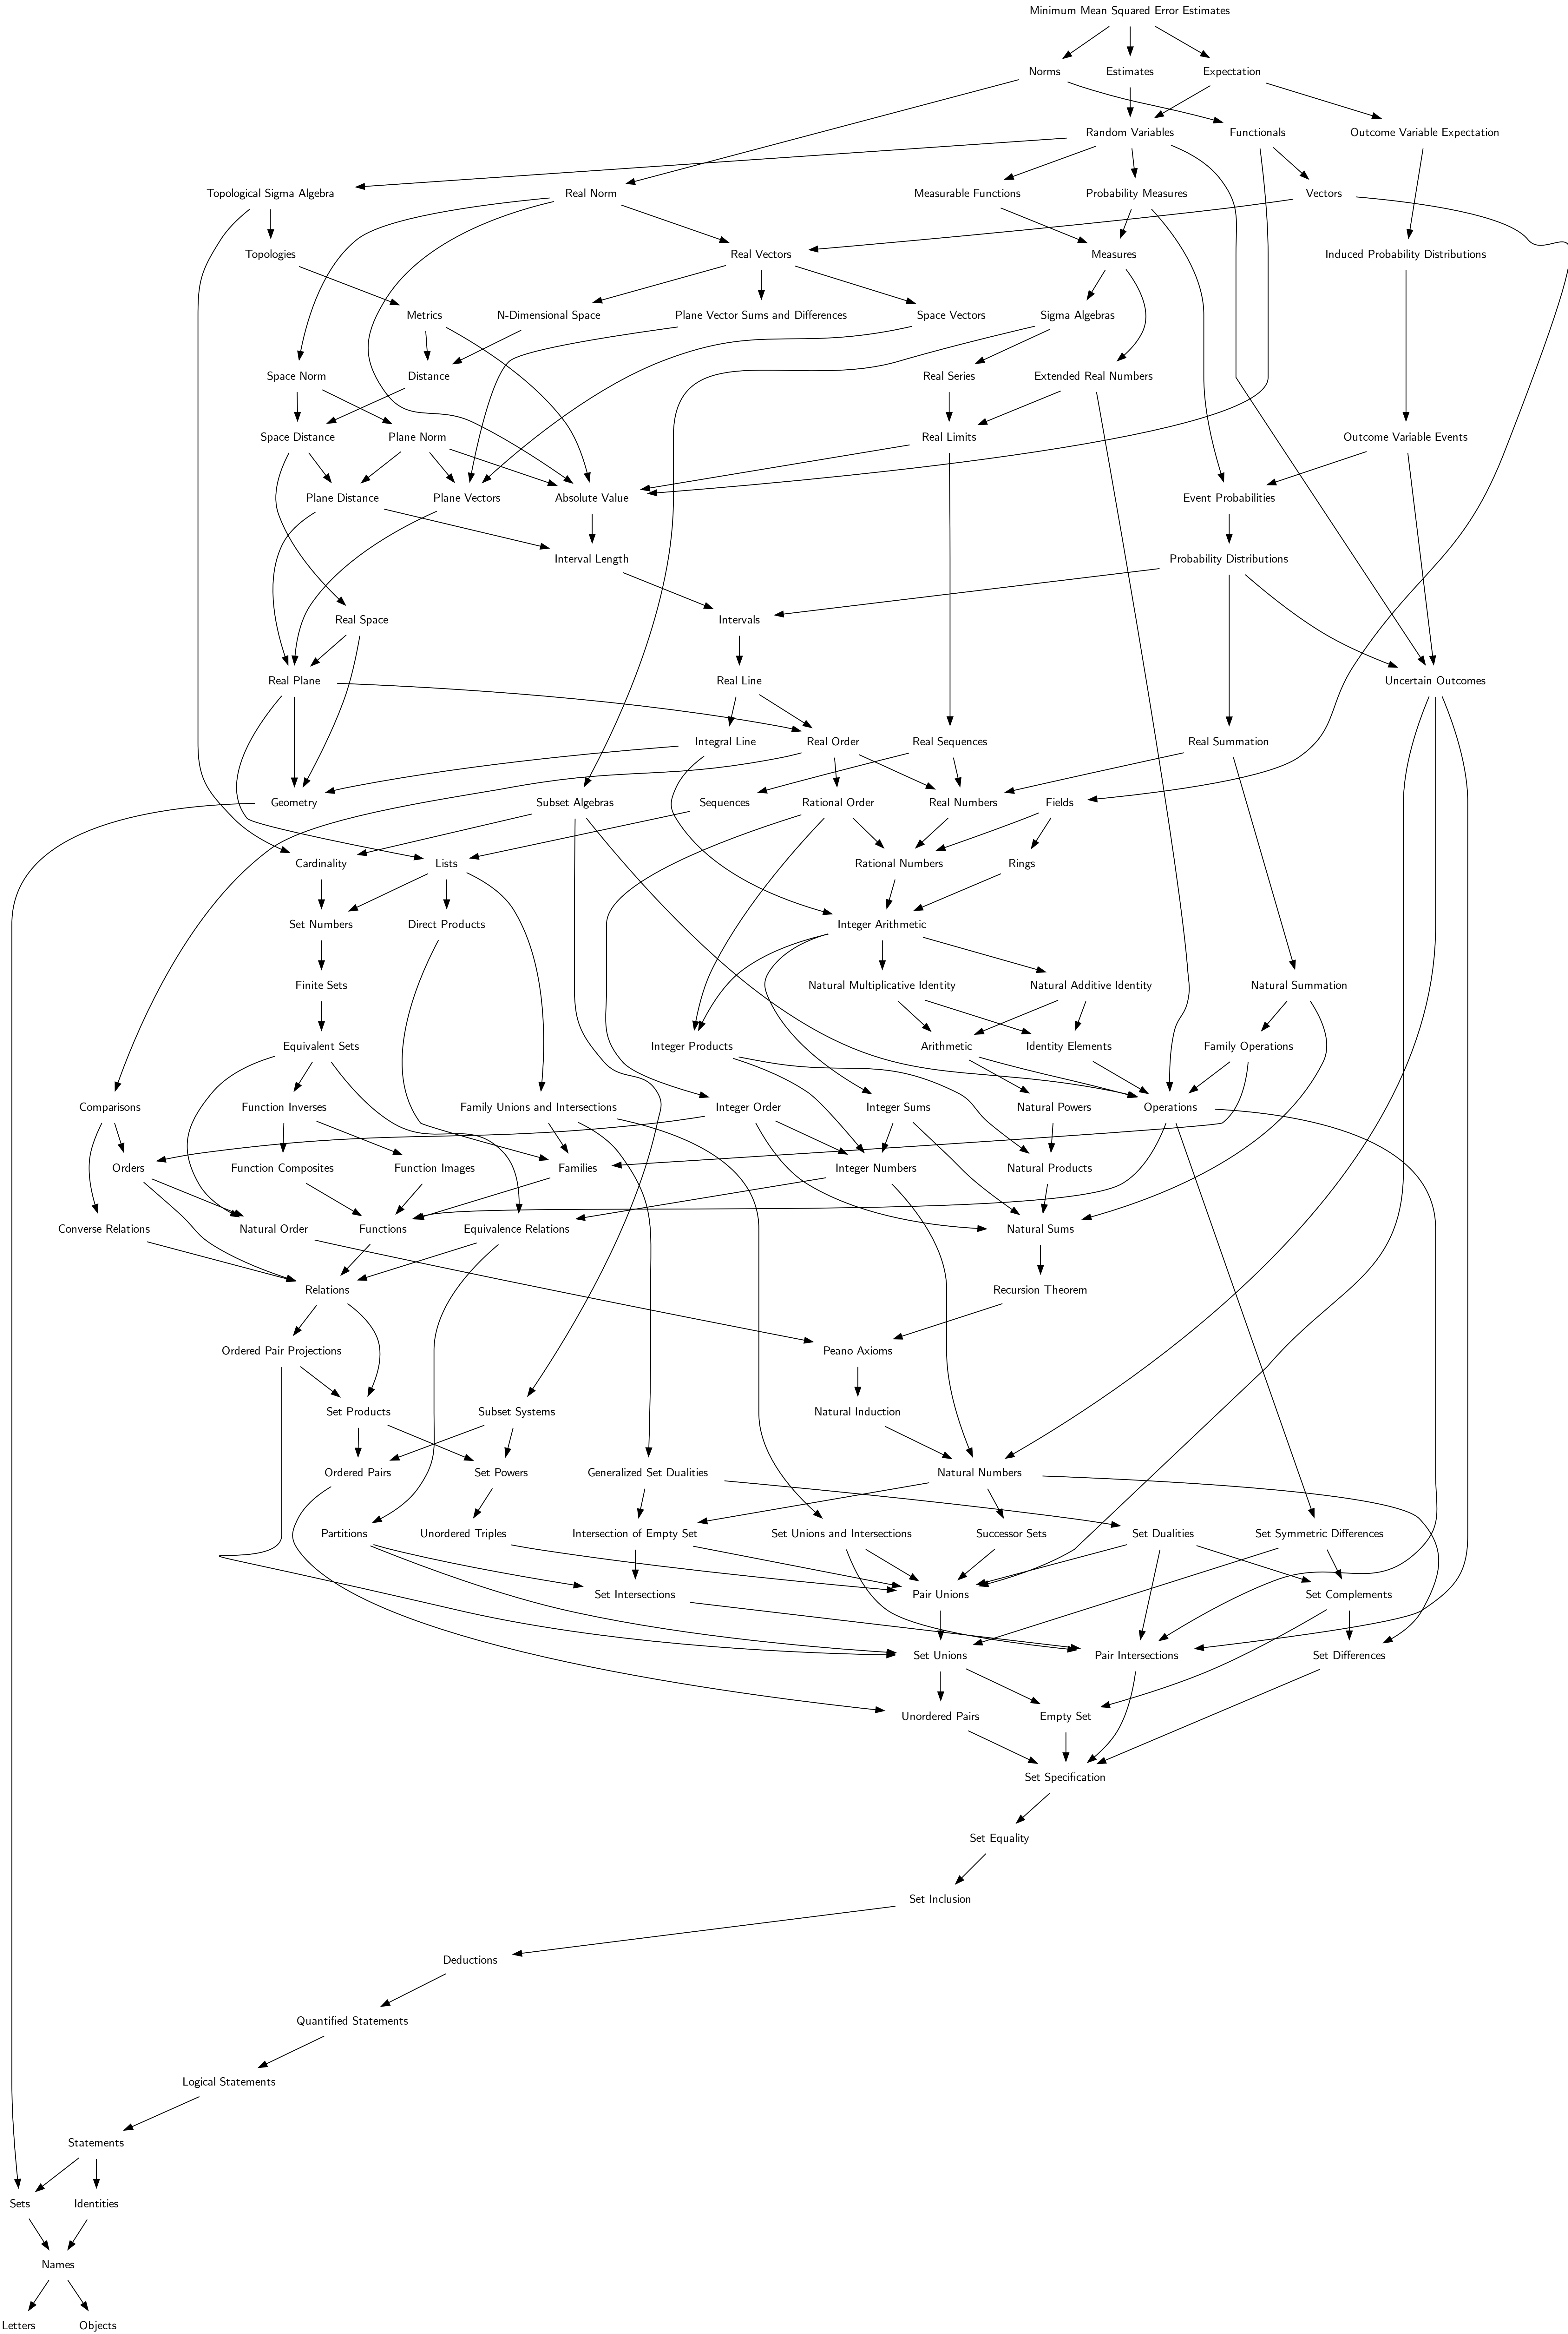 Minimum Mean Squared Error Estimates
Norms
Estimates
Expectation
Random Variables
Functionals
Outcome Variable Expectation
Topological Sigma Algebra
Real Norm
Measurable Functions
Probability Measures
Vectors
Topologies
Real Vectors
Measures
Induced Probability Distributions
Metrics
N-Dimensional Space
Plane Vector Sums and Differences
Space Vectors
Sigma Algebras
Space Norm
Distance
Real Series
Extended Real Numbers
Space Distance
Plane Norm
Real Limits
Outcome Variable Events
Plane Distance
Plane Vectors
Absolute Value
Event Probabilities
Interval Length
Probability Distributions
Real Space
Intervals
Real Plane
Real Line
Uncertain Outcomes
Integral Line
Real Order
Real Sequences
Real Summation
Geometry
Subset Algebras
Sequences
Rational Order
Real Numbers
Fields
Cardinality
Lists
Rational Numbers
Rings
Set Numbers
Direct Products
Integer Arithmetic
Finite Sets
Natural Multiplicative Identity
Natural Additive Identity
Natural Summation
Equivalent Sets
Integer Products
Arithmetic
Identity Elements
Family Operations
Comparisons
Function Inverses
Family Unions and Intersections
Integer Order
Integer Sums
Natural Powers
Operations
Orders
Function Composites
Function Images
Families
Integer Numbers
Natural Products
Converse Relations
Natural Order
Functions
Equivalence Relations
Natural Sums
Relations
Recursion Theorem
Ordered Pair Projections
Peano Axioms
Set Products
Subset Systems
Natural Induction
Ordered Pairs
Set Powers
Generalized Set Dualities
Natural Numbers
Partitions
Unordered Triples
Intersection of Empty Set
Set Unions and Intersections
Successor Sets
Set Dualities
Set Symmetric Differences
Set Intersections
Pair Unions
Set Complements
Set Unions
Pair Intersections
Set Differences
Unordered Pairs
Empty Set
Set Specification
Set Equality
Set Inclusion
Deductions
Quantified Statements
Logical Statements
Statements
Sets
Identities
Names
Letters
Objects